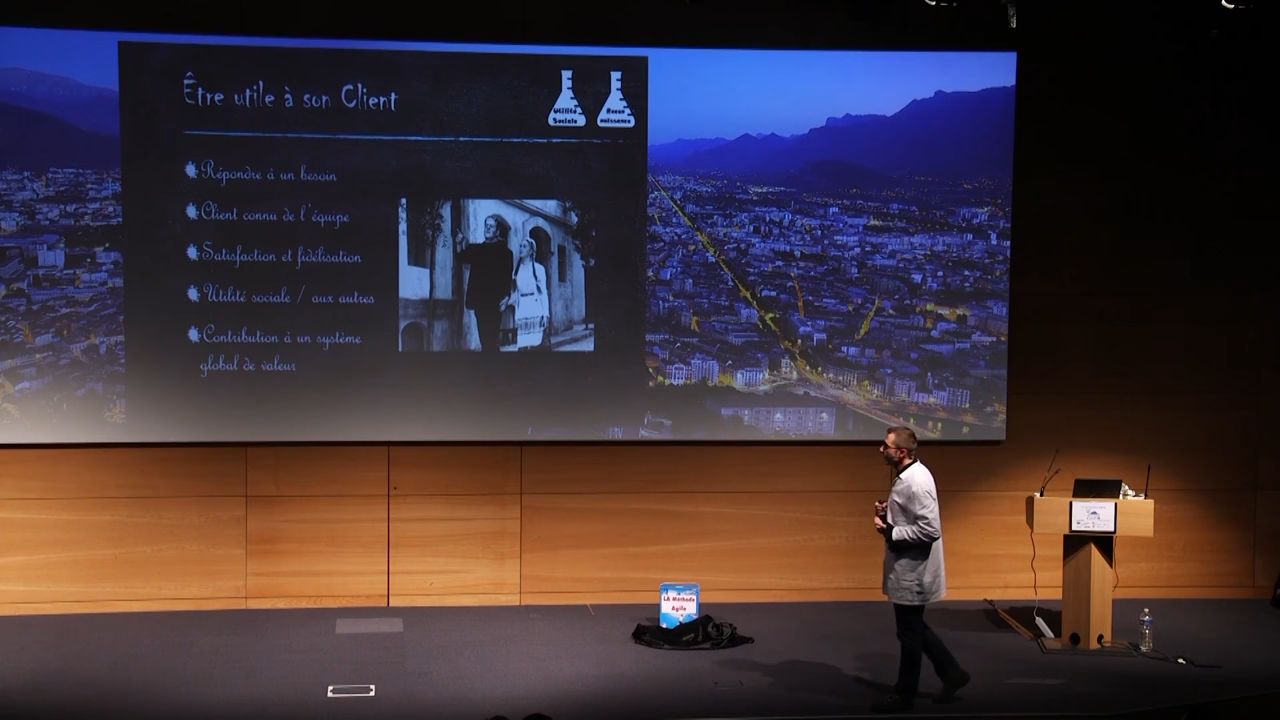 Être utile à son Client
Utilité
Sociale
Répondre à un besoin
Client connu de l'équipe
Satisfaction et fidélisation
Utilité sociale / aux autres
Contribution à un système
global de valeur
LA Méthode
Agile